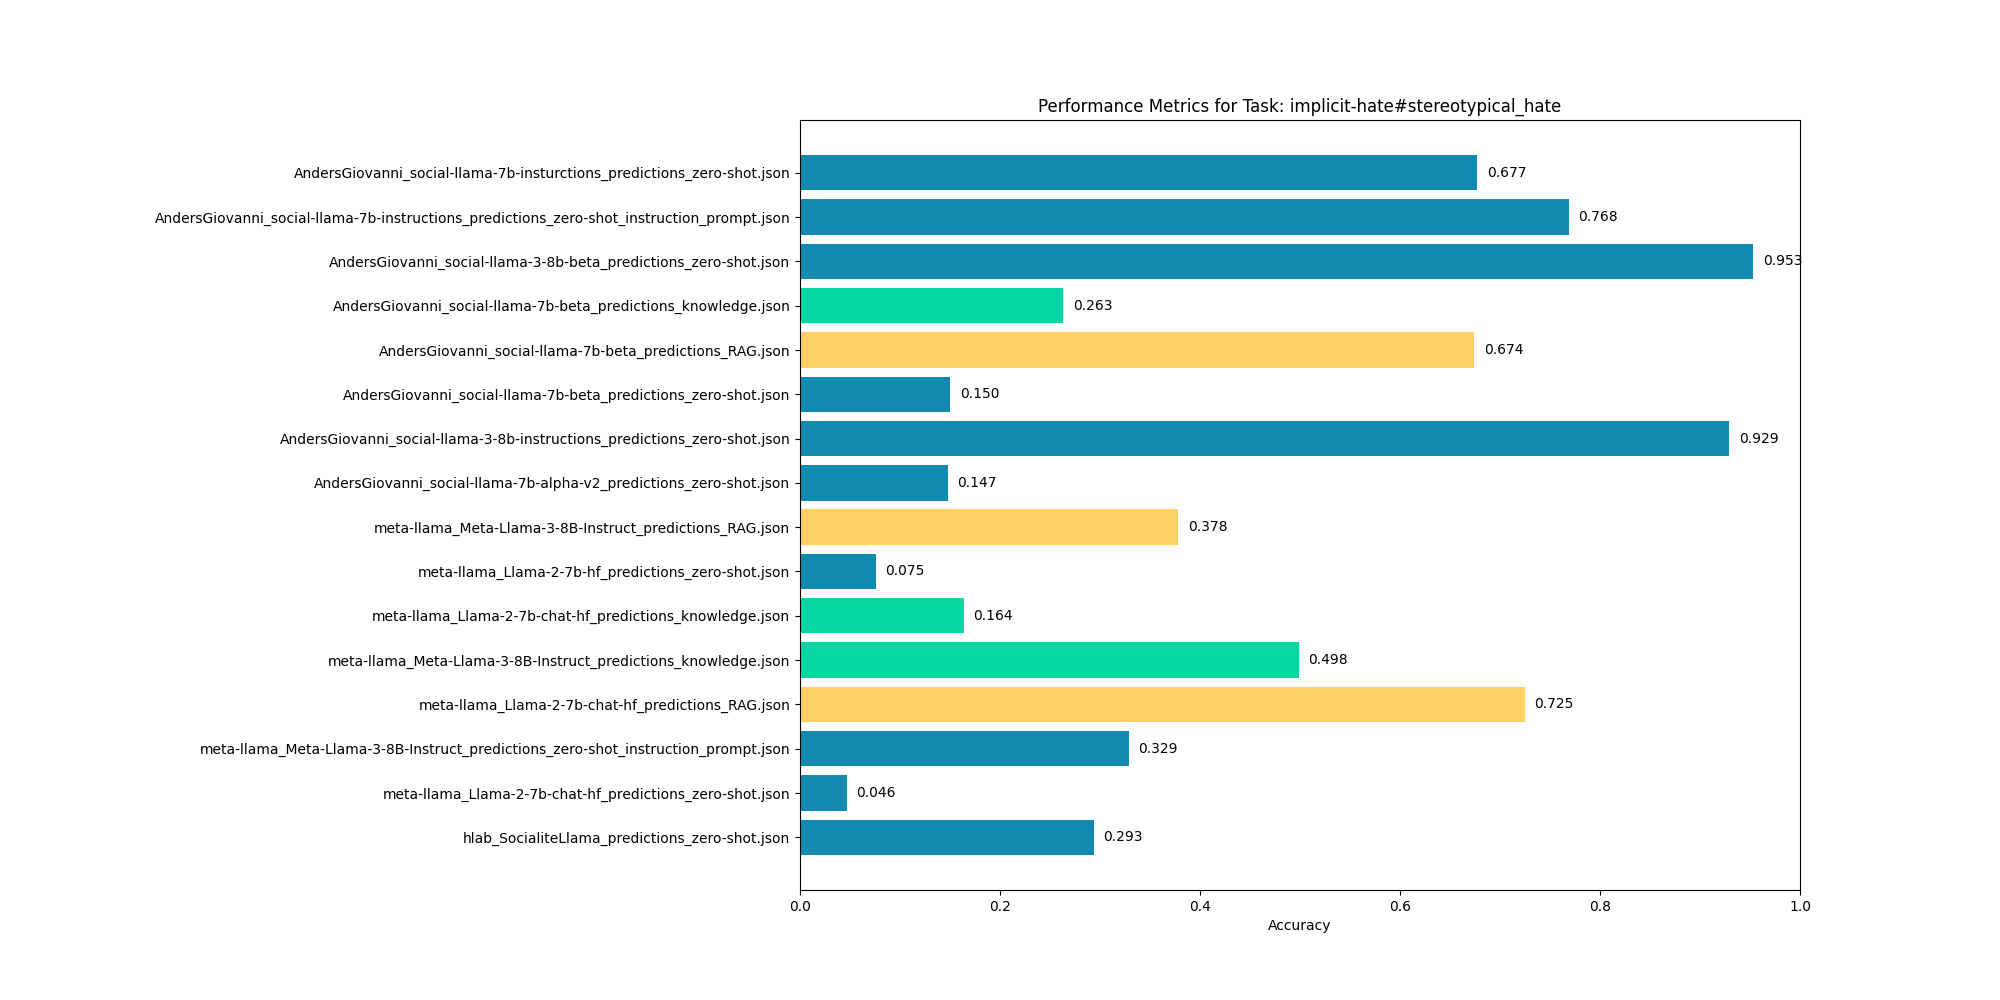 Performance Metrics for Task: implicit-hate#stereotypical_hate
AndersGiovanni_social-llama-7b-insturctions_predictions_zero-shot.json 0.677
AndersGiovanni_social-llama-7b-instructions_predictions_zero-shot_instruction_prompt.json 0.768
AndersGiovanni_social-llama-3-8b-beta_predictions_zero-shot.json 0.953
AndersGiovanni_social-llama-7b-beta_predictions_knowledge.json 0.263
AndersGiovanni_social-llama-7b-beta_predictions_RAG.json 0.674
AndersGiovanni_social-llama-7b-beta_predictions_zero-shot.json 0.150
AndersGiovanni_social-llama-3-8b-instructions_predictions_zero-shot.json 0.929
AndersGiovanni_social-llama-7b-alpha-v2_predictions_zero-shot.json 0.147
meta-llama_Meta-Llama-3-8B-Instruct_predictions_RAG.json 0.378
meta-llama_Llama-2-7b-hf_predictions_zero-shot.json 0.075
meta-llama_Llama-2-7b-chat-hf_predictions_knowledge.json 0.164
meta-llama_Meta-Llama-3-8B-Instruct_predictions_knowledge.json 0.498
meta-llama_Llama-2-7b-chat-hf_predictions_RAG.json 0.725
meta-llama_Meta-Llama-3-8B-Instruct_predictions_zero-shot_instruction_prompt.json 0.329
meta-llama_Llama-2-7b-chat-hf_predictions_zero-shot.json 0.046
hlab_SocialiteLlama_predictions_zero-shot.json 0.293
0.0 0.2 0.4 0.6 0.8 1.0
Accuracy